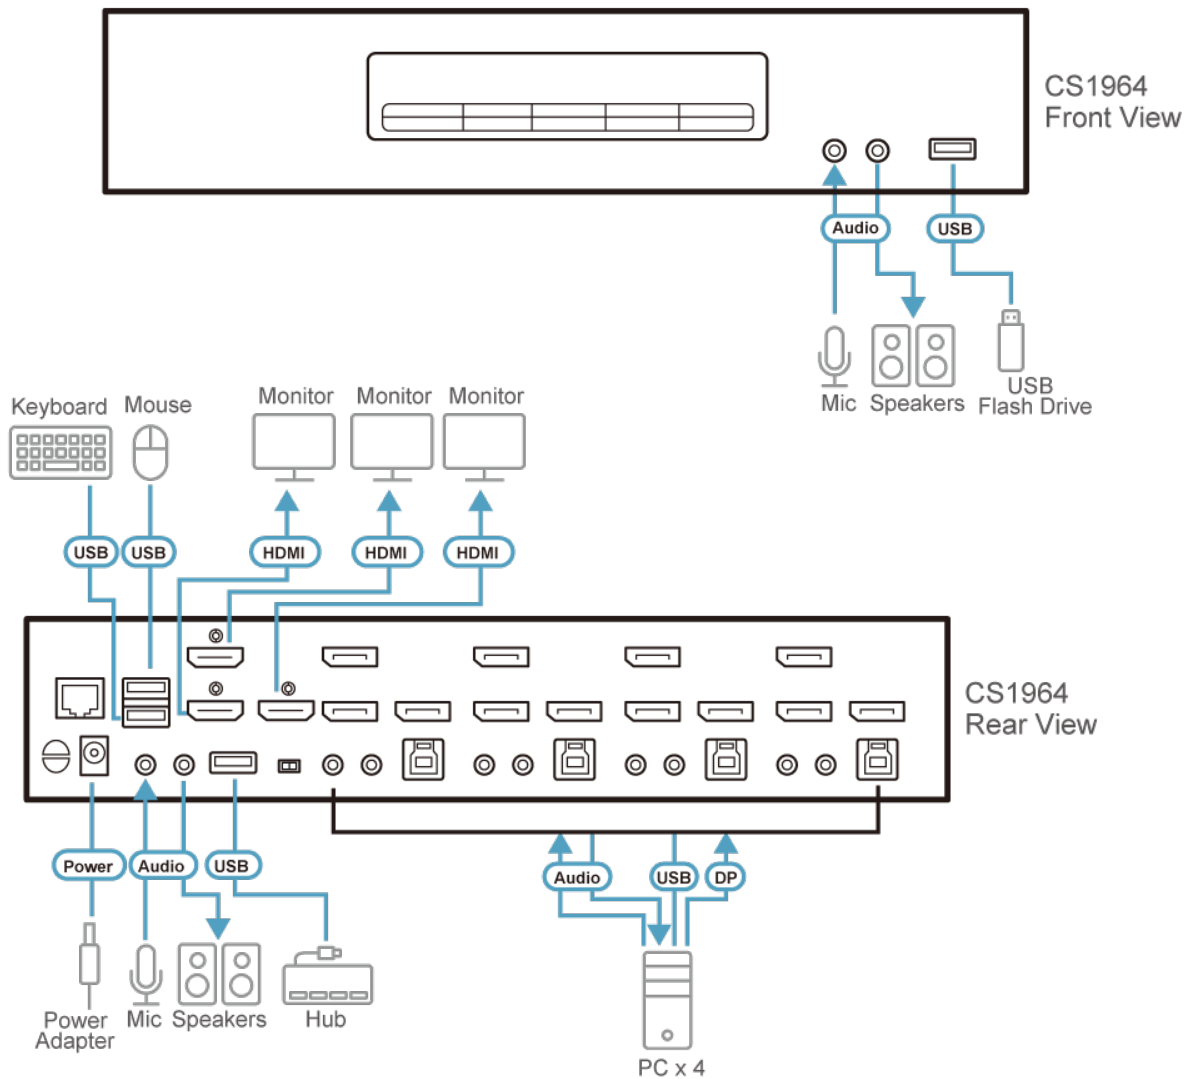 CS1964
Front View
Audio
USB
Mic
Speakers
USB
Flash Drive
Keyboard
Mouse
Monitor
Monitor
Monitor
USB
USB
HDMI
HDMI
HDMI
CS1964
Rear View
Power
Audio
USB
Audio
USB
DP
Power
Adapter
Mic
Speakers
Hub
PC x 4